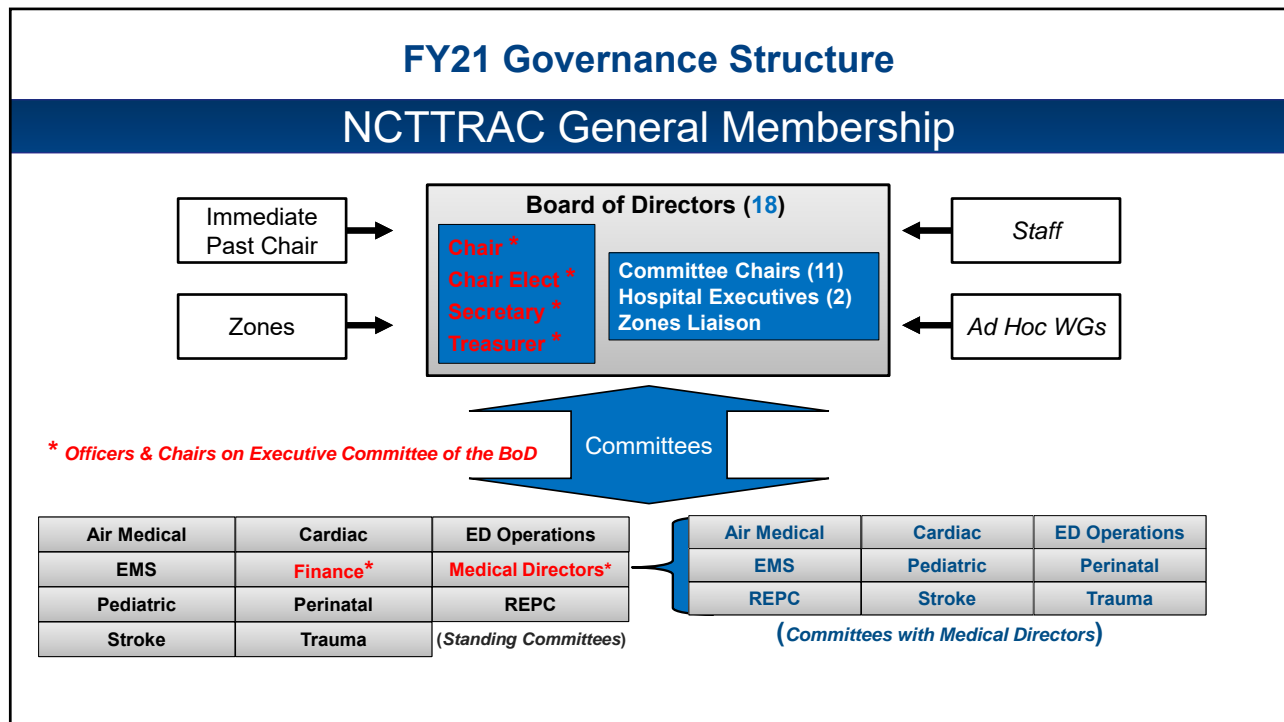 FY21 Governance Structure
NCTTRAC General Membership
Immediate
Past Chair
Zones
Board of Directors (18)
Chair *
Chair Elect *
Secretary *
Treasurer *
Committee Chairs (11)
Hospital Executives (2)
Zones Liaison
Staff
Ad Hoc WGs
Committees
* Officers & Chairs on Executive Committee of the BoD
Air Medical Cardiac ED Operations
EMS Finance* Medical Directors*
Pediatric Perinatal REPC
Stroke Trauma (Standing Committees)
Air Medical Cardiac ED Operations
EMS Pediatric Perinatal
REPC Stroke Trauma
(Committees with Medical Directors)